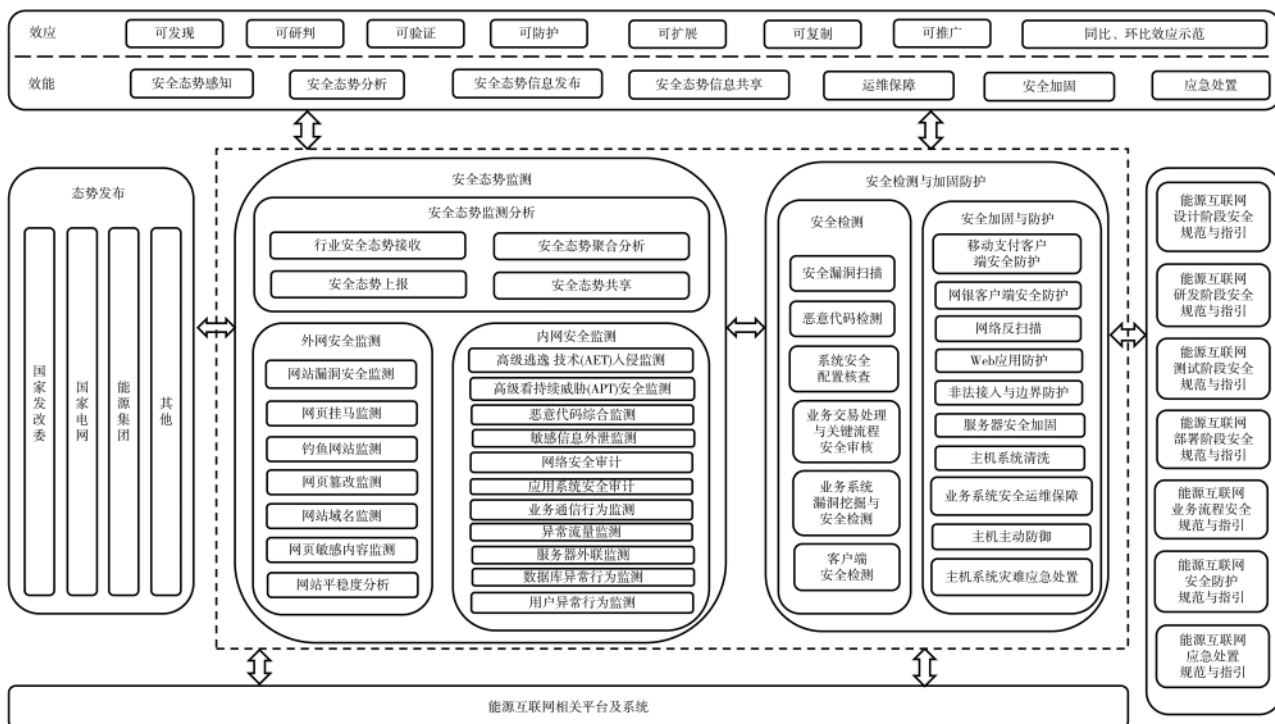 效应
可发现
可研判
可验证
可防护
可扩展
可复制
可推广
同比、环比效应示范
效能
安全态势感知
安全态势分析
安全态势信息发布
安全态势信息共享
运维保障
安全加固
应急处置
态势发布
国家发改委
国家电网
能源集团
其他
安全态势监测
安全态势监测分析
行业安全态势接收
安全态势聚合分析
安全态势上报
安全态势共享
外网安全监测
网站漏洞安全监测
网页挂马监测
钓鱼网站监测
网页篡改监测
网站域名监测
网页敏感内容监测
网站平稳度分析
内网安全监测
高级逃逸 技术(AET)人侵监测
高级看持续威胁(APT)安全监测
恶意代码综合监测
敏感信息外泄监测
网络安全审计
应用系统安全审计
业务通信行为监测
异常流量监测
服务器外联监测
数据库异常行为监测
用户异常行为监测
安全检测与加固防护
安全检测
安全漏洞扫描
恶意代码检测
系统安全
配置核查
业务交易处理
与关键流程
安全审核
业务系统
漏洞挖掘与
安全检测
客户端
安全检测
安全加固与防护
移动支付客户
端安全防护
网银客户端安全防护
网络反扫描
Web应用防护
非法接入与边界防护
服务器安全加固
主机系统清洗
业务系统安全运维保障
主机主动防御
主机系统灾难应急处置
能源互联网
设计阶段安全
规范与指引
能源互联网
研发阶段安全
规范与指引
能源互联网
测试阶段安全
规范与指引
能源互联网
部署阶段安全
规范与指引
能源互联网
业务流程安全
规范与指引
能源互联网
安全防护
规范与指引
能源互联网
应急处置
规范与指引
能源互联网相关平台及系统